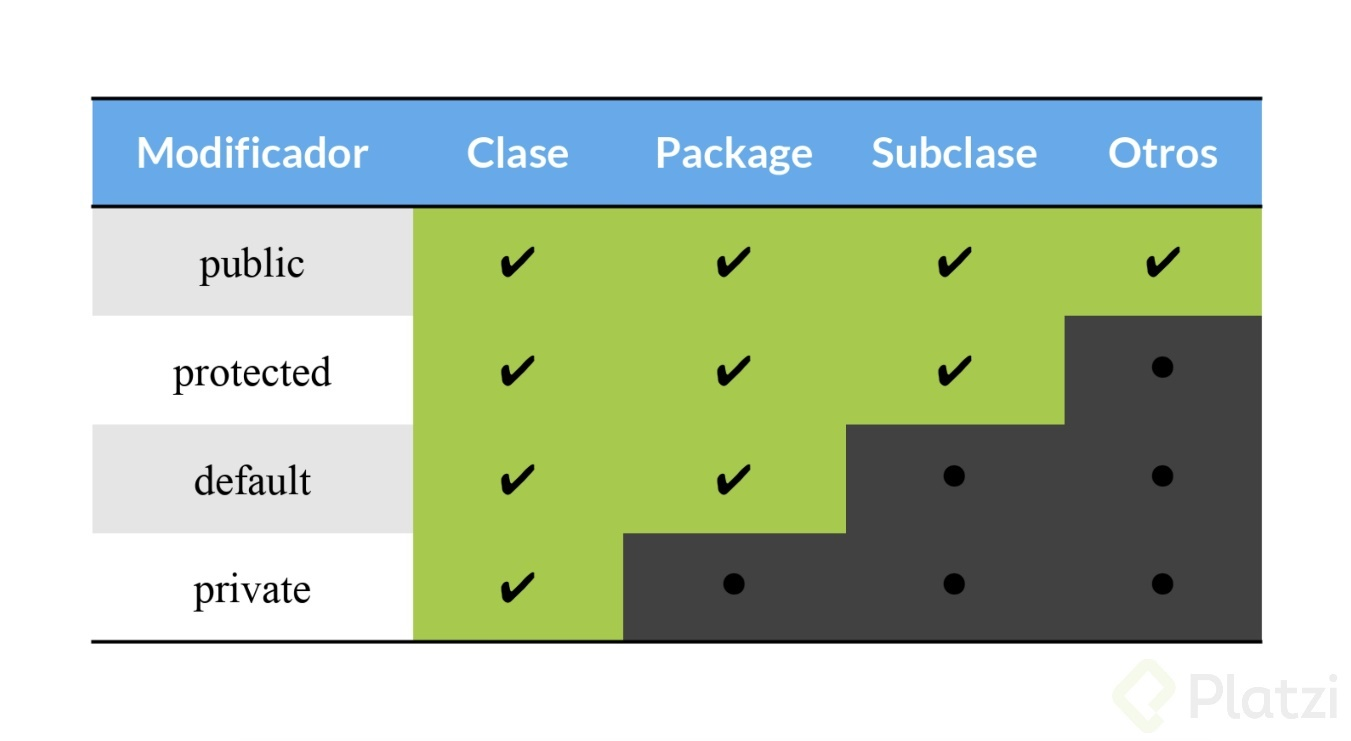 Modificador Clase Package Subclase Otros
public ✔ ✔ ✔ ✔
protected ✔ ✔ ✔ ●
default ✔ ✔ ● ●
private ✔ ● ● ●
Platzi